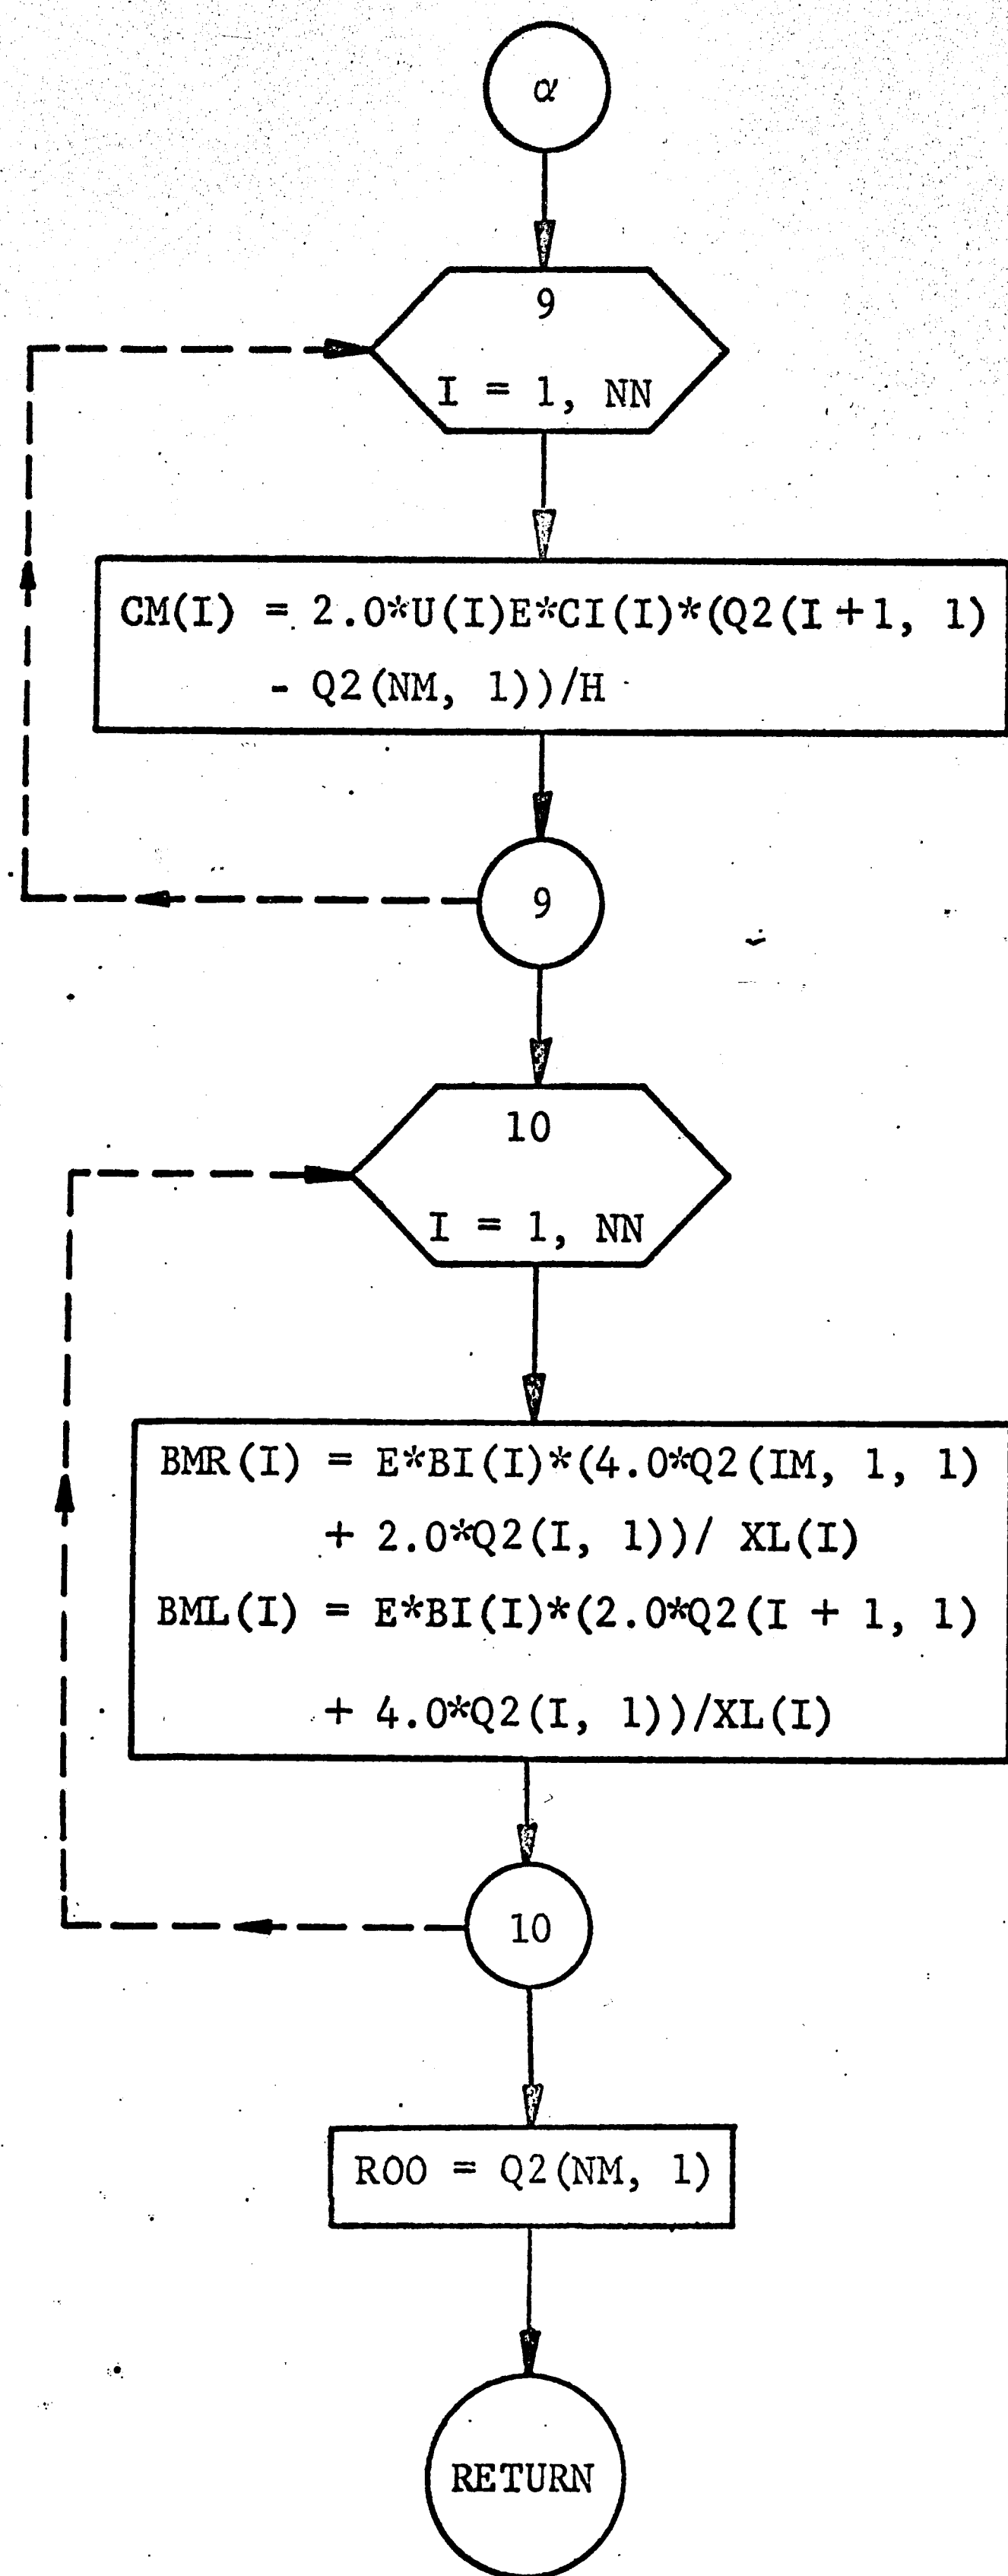 α
9
I = 1, NN
CM(I) = 2.0*U(I)E*CI(I)*(Q2(I+1, 1)
- Q2(NM, 1))/H
9
10
I = 1, NN
BMR(I) = E*BI(I)*(4.0*Q2(IM, 1, 1)
+ 2.0*Q2(I, 1))/ XL(I)
BML(I) = E*BI(I)*(2.0*Q2(I + 1, 1)
+ 4.0*Q2(I, 1))/XL(I)
10
ROO = Q2(NM, 1)
RETURN